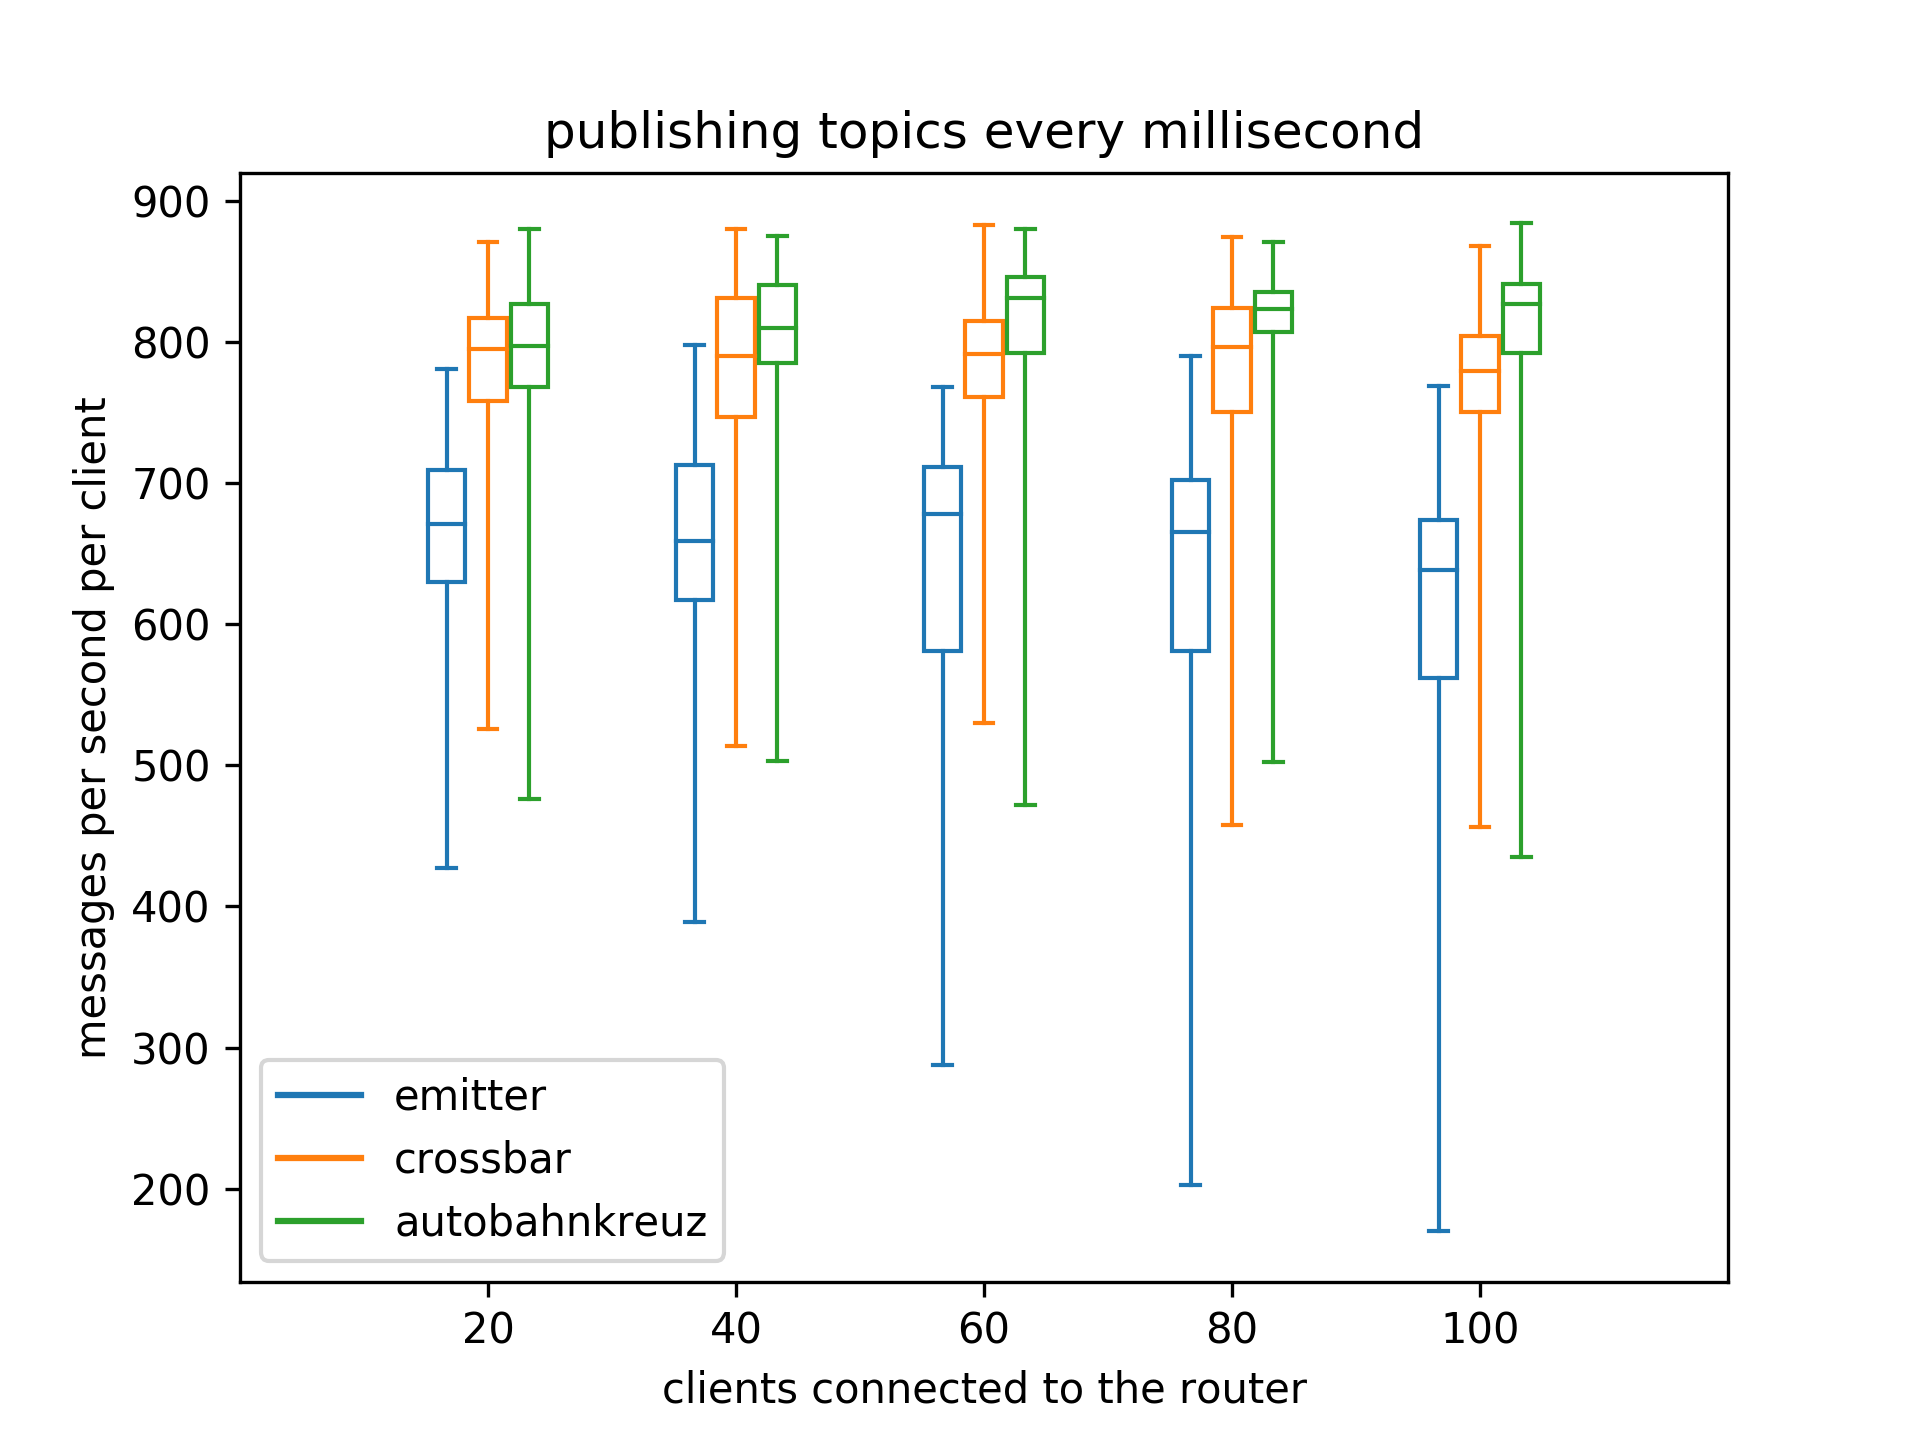 publishing topics every millisecond
messages per second per client
900
800
700
600
500
400
300
200
emitter
crossbar
autobahnkreuz
20 40 60 80 100
clients connected to the router